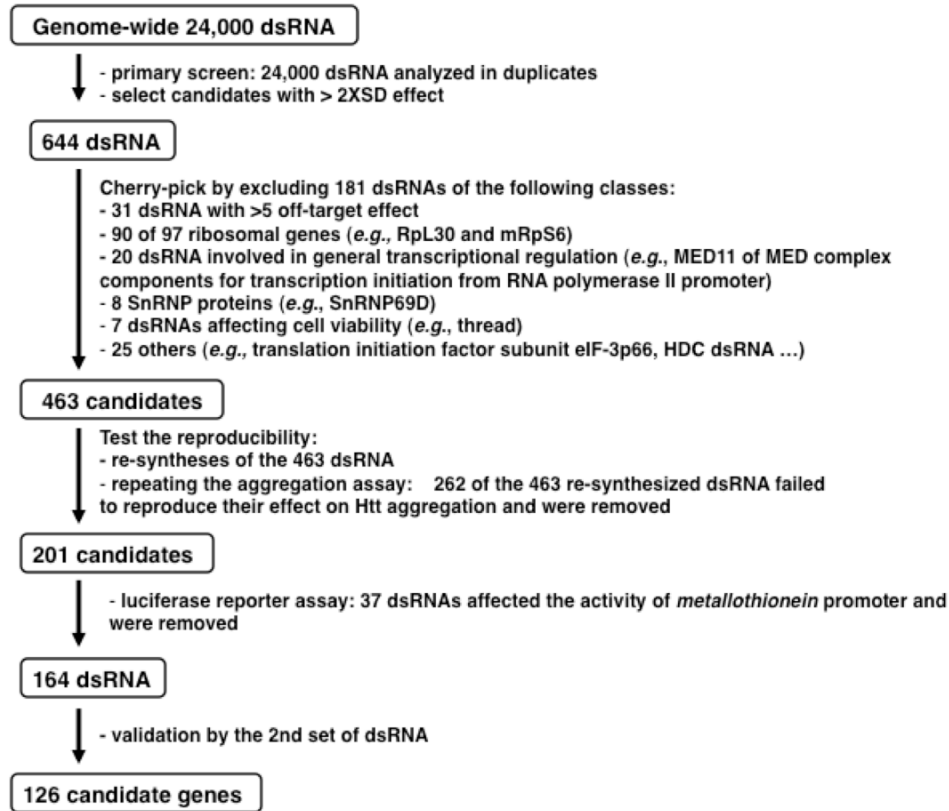 Genome-wide 24,000 dsRNA
- primary screen: 24,000 dsRNA analyzed in duplicates
- select candidates with > 2XSD effect
644 dsRNA
Cherry-pick by excluding 181 dsRNAs of the following classes:
- 31 dsRNA with >5 off-target effect
- 90 of 97 ribosomal genes (e.g., RpL30 and mRpS6)
- 20 dsRNA involved in general transcriptional regulation (e.g., MED11 of MED complex
components for transcription initiation from RNA polymerase II promoter)
- 8 SnRNP proteins (e.g., SnRNP69D)
- 7 dsRNAs affecting cell viability (e.g., thread)
- 25 others (e.g., translation initiation factor subunit eIF-3p66, HDC dsRNA ...)
463 candidates
Test the reproducibility:
- re-syntheses of the 463 dsRNA
- repeating the aggregation assay: 262 of the 463 re-synthesized dsRNA failed
to reproduce their effect on Htt aggregation and were removed
201 candidates
- luciferase reporter assay: 37 dsRNAs affected the activity of metallothionein promoter and
were removed
164 dsRNA
- validation by the 2nd set of dsRNA
126 candidate genes